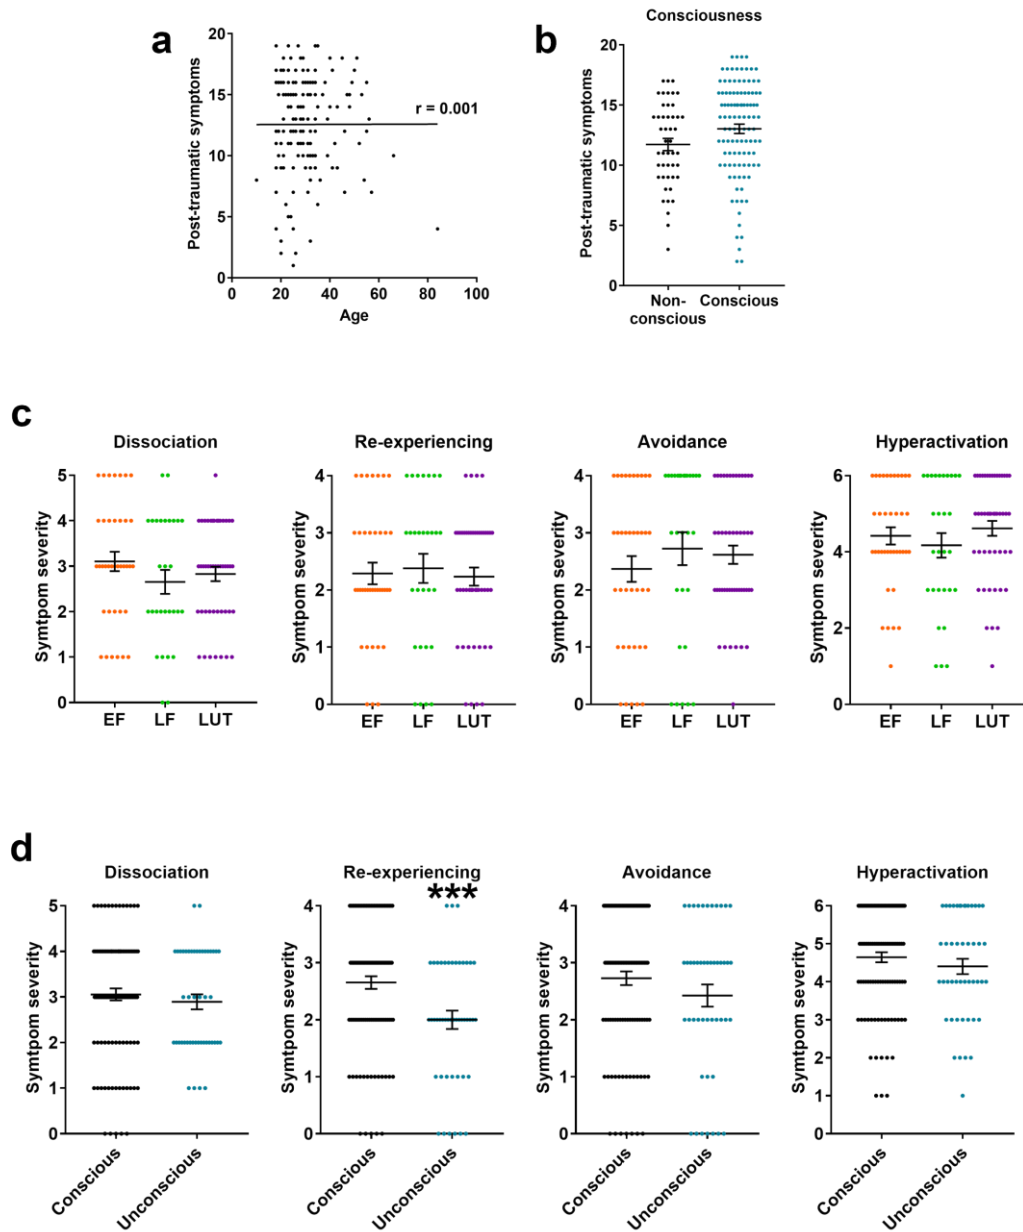 a
Post-traumatic symptoms
20
15
10
5
0
r = 0.001
0 20 40 60 80 100
Age
b
Consciousness
Post-traumatic symptoms
20
15
10
5
0
Non-
conscious
Conscious
c
Dissociation
Symtpom severity
5
4
3
2
1
0
EF LF LUT
Re-experiencing
Symtpom severity
4
3
2
1
0
EF LF LUT
Avoidance
Symtpom severity
4
3
2
1
0
EF LF LUT
Hyperactivation
Symtpom severity
6
4
2
0
EF LF LUT
d
Dissociation
Symtpom severity
5
4
3
2
1
0
Conscious
Unconscious
Re-experiencing
***
Symtpom severity
4
3
2
1
0
Conscious
Unconscious
Avoidance
Symtpom severity
4
3
2
1
0
Conscious
Unconscious
Hyperactivation
Symtpom severity
6
5
4
3
2
1
0
Conscious
Unconscious